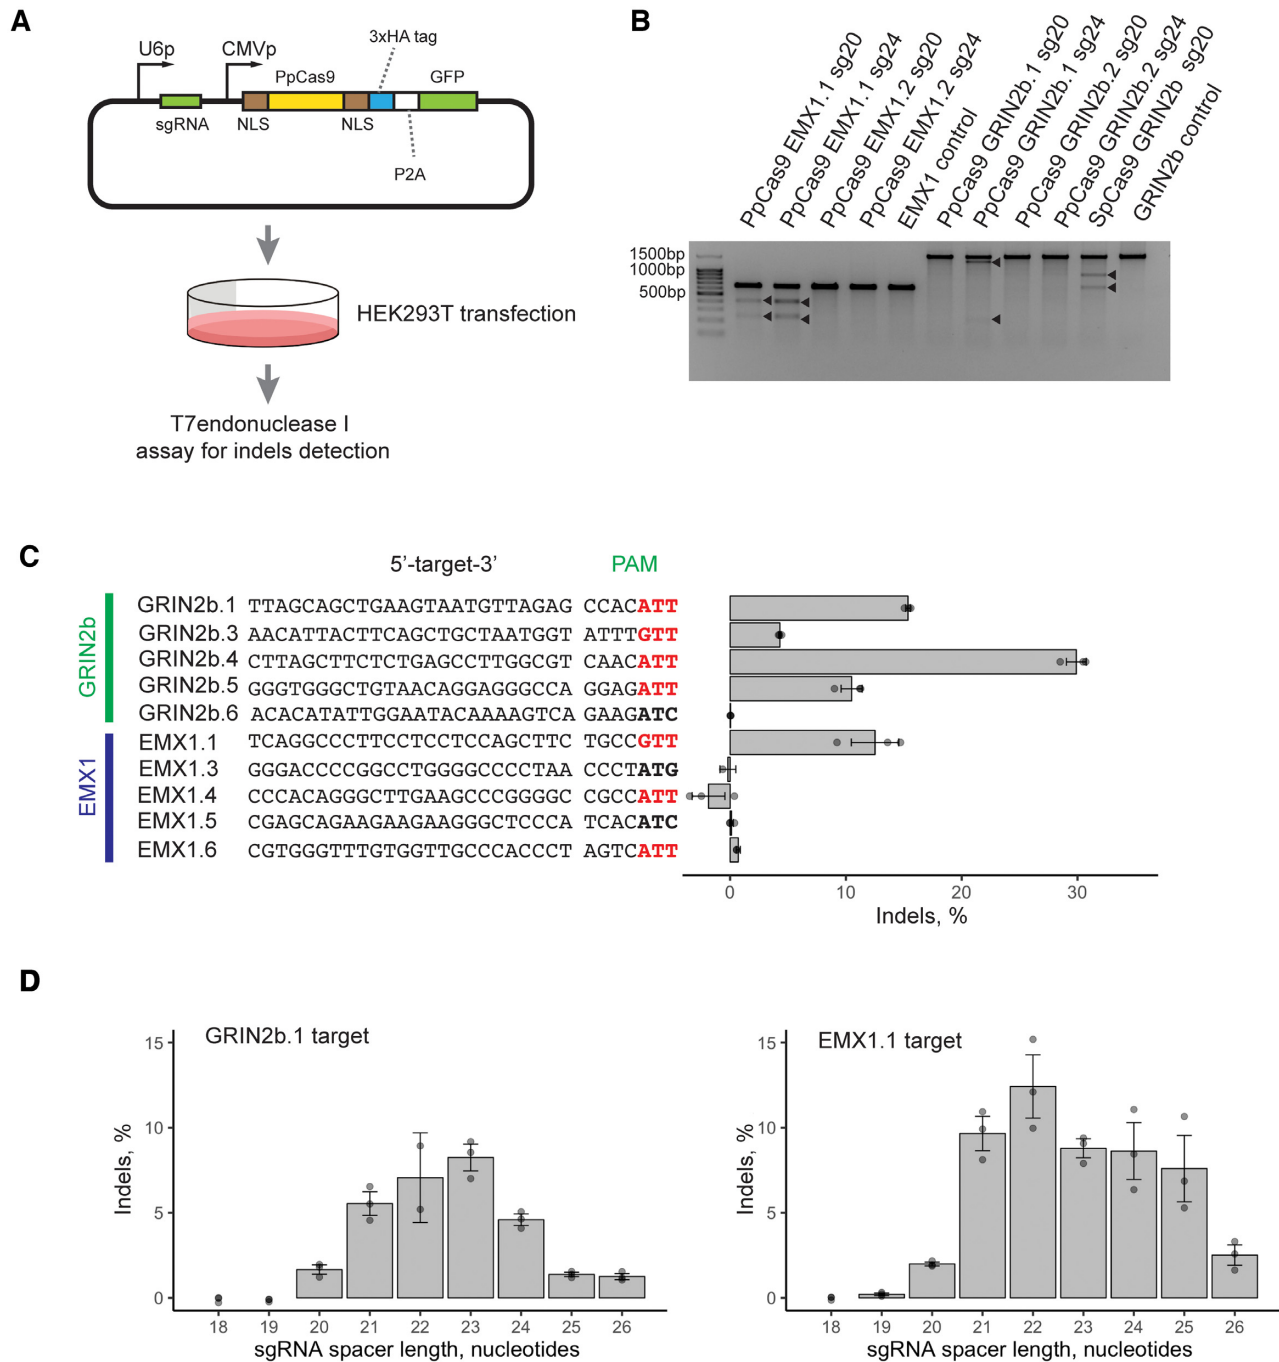 A
U6p
CMVp
3xHA tag
PpCas9
GFP
sgRNA
NLS
NLS
P2A
HEK293T transfection
T7endonuclease I
assay for indels detection
B
PpCas9 EMX1.1 sg20
PpCas9 EMX1.1 sg24
PpCas9 EMX1.2 sg20
PpCas9 EMX1.2 sg24
EMX1 control
PpCas9 GRIN2b.1 sg20
PpCas9 GRIN2b.1 sg24
PpCas9 GRIN2b.2 sg20
PpCas9 GRIN2b.2 sg24
SpCas9 GRIN2b sg20
GRIN2b control
1500bp
1000bp
500bp
C
5'-target-3' PAM
GRIN2b
GRIN2b.1 TTAGCAGCTGAAGTAATGTTAGAG CCACATT
GRIN2b.3 AACATTACTTCAGCTGCTAATGGT ATTTGTT
GRIN2b.4 CTTAGCTTCTCTGAGCCTTGGCGT CAACATT
GRIN2b.5 GGGTGGGCTGTAACAGGAGGGCCA GGAGATT
GRIN2b.6 ACACATATTGGAATACAAAAGTCA GAAGATC
EMX1
EMX1.1 TCAGGCCCTTCCTCCTCCAGCTTC TGCCGTT
EMX1.3 GGGACCCCGGCCTGGGGCCCCTAA CCCTATG
EMX1.4 CCCACAGGGCTTGAAGCCCGGGGC CGCCATT
EMX1.5 CGAGCAGAAGAAGAAGGGCTCCCA TCACATC
EMX1.6 CGTGGGTTTGTGGTTGCCCACCCT AGTCATT
0 10 20 30
Indels, %
D
GRIN2b.1 target
Indels, %
15
10
5
0
18 19 20 21 22 23 24 25 26
sgRNA spacer length, nucleotides
EMX1.1 target
Indels, %
15
10
5
0
18 19 20 21 22 23 24 25 26
sgRNA spacer length, nucleotides